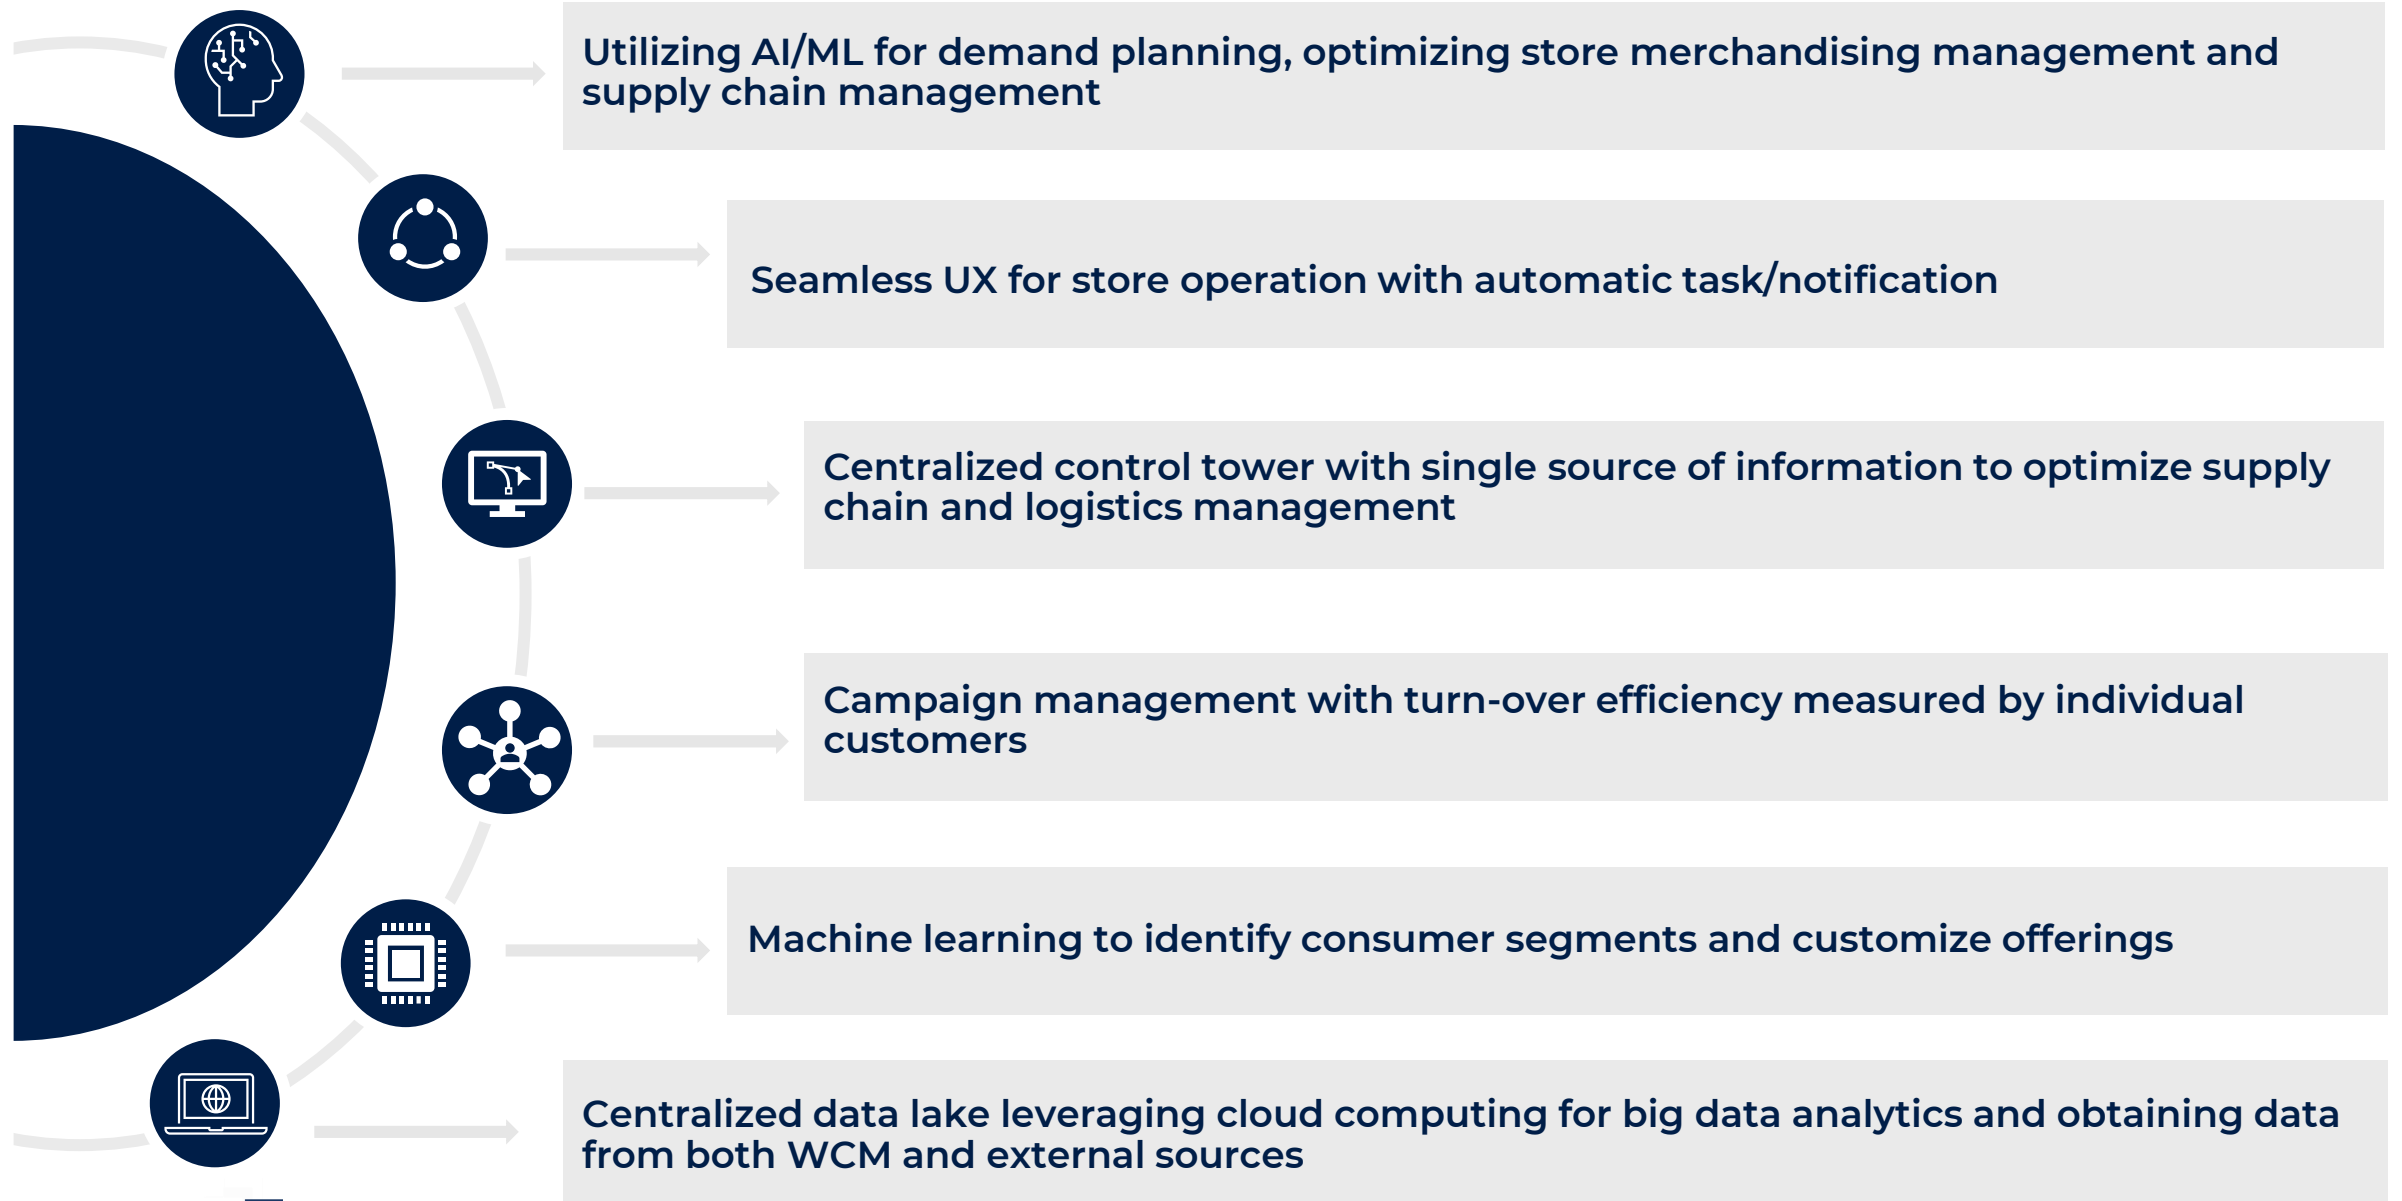 Utilizing AI/ML for demand planning, optimizing store merchandising management and
supply chain management
Seamless UX for store operation with automatic task/notification
Centralized control tower with single source of information to optimize supply
chain and logistics management
Campaign management with turn-over efficiency measured by individual
customers
Machine learning to identify consumer segments and customize offerings
Centralized data lake leveraging cloud computing for big data analytics and obtaining data
from both WCM and external sources